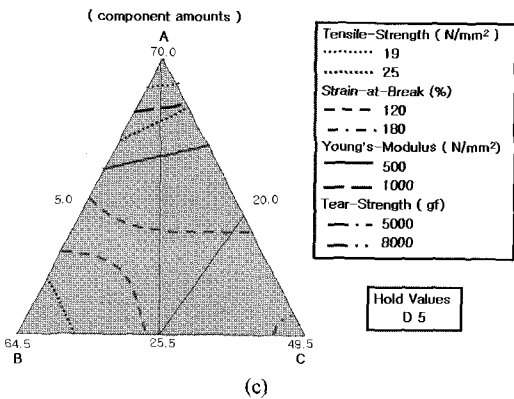 ( component amounts )
70.0
A
5.0
20.0
64.5
25.5
49.5
B
C
Tensile-Strength ( N/mm²)
19
25
Strain-at-Break (%)
120
180
Young's-Modulus ( N/mm²)
500
1000
Tear-Strength ( gf)
5000
8000
Hold Values
D 5
(c)